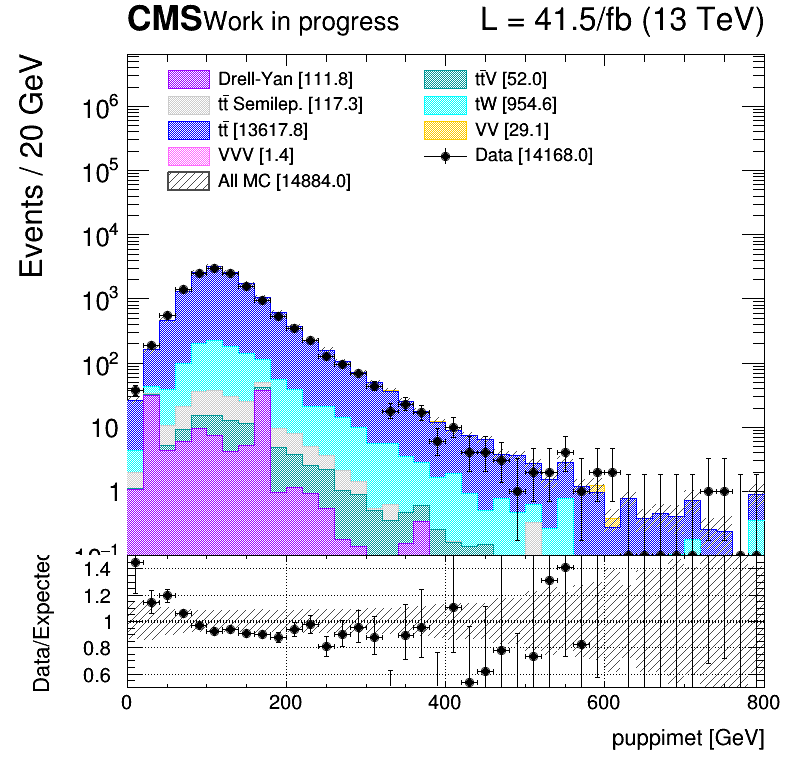 CMS Work in progress L = 41.5/fb (13 TeV)
Events / 20 GeV
Drell-Yan [111.8]
tt̄ Semilep. [117.3]
tt̄ [13617.8]
VVV [1.4]
All MC [14884.0]
tt̄V [52.0]
tW [954.6]
VV [29.1]
Data [14168.0]
10⁶
10⁵
10⁴
10³
10²
10
1
10⁻¹
Data/Expected
1.4
1.2
1
0.8
0.6
0 200 400 600 800
puppimet [GeV]